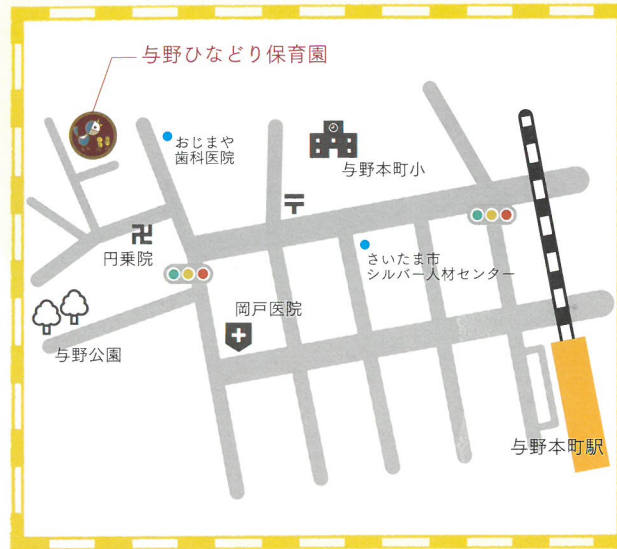 与野ひなどり保育園
おじまや
歯科医院
与野本町小
円乗院
さいたま市
シルバー人材センター
岡戸医院
与野公園
与野本町駅